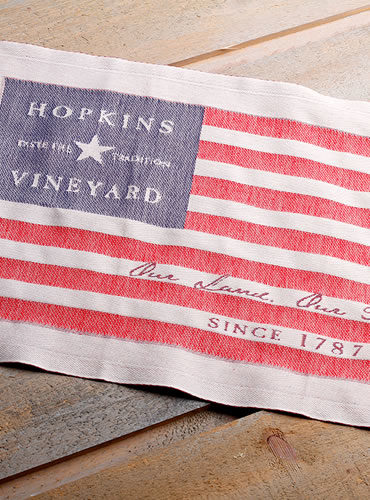 HOPKINS
TASTE THE TRADITION
VINEYARD
Our Land. Our
SINCE 1787